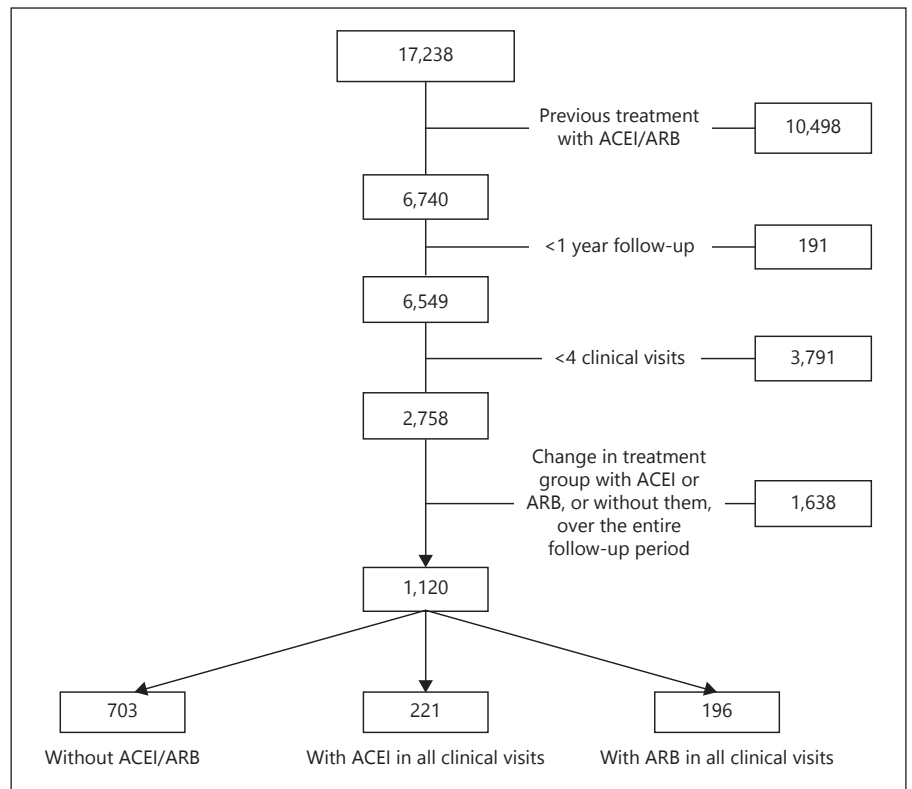 17,238
Previous treatment
with ACEI/ARB
10,498
6,740
<1 year follow-up
191
6,549
<4 clinical visits
3,791
2,758
Change in treatment
group with ACEI or
ARB, or without them,
over the entire
follow-up period
1,638
1,120
703
221
196
Without ACEI/ARB
With ACEI in all clinical visits
With ARB in all clinical visits